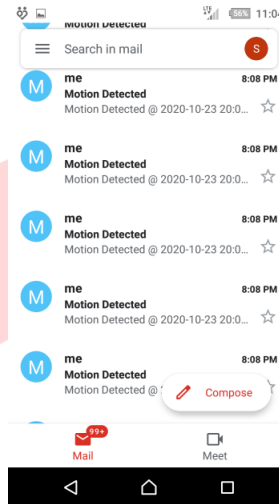 LTE 56% 11:04
Motion Detected
Search in mail S
M me 8:08 PM
Motion Detected
Motion Detected @ 2020-10-23 20:0...
M me 8:08 PM
Motion Detected
Motion Detected @ 2020-10-23 20:0...
M me 8:08 PM
Motion Detected
Motion Detected @ 2020-10-23 20:0...
M me 8:08 PM
Motion Detected
Motion Detected @ 2020-10-23 20:0...
M me 8:08 PM
Motion Detected
Motion Detected @
Compose
99+
Mail Meet